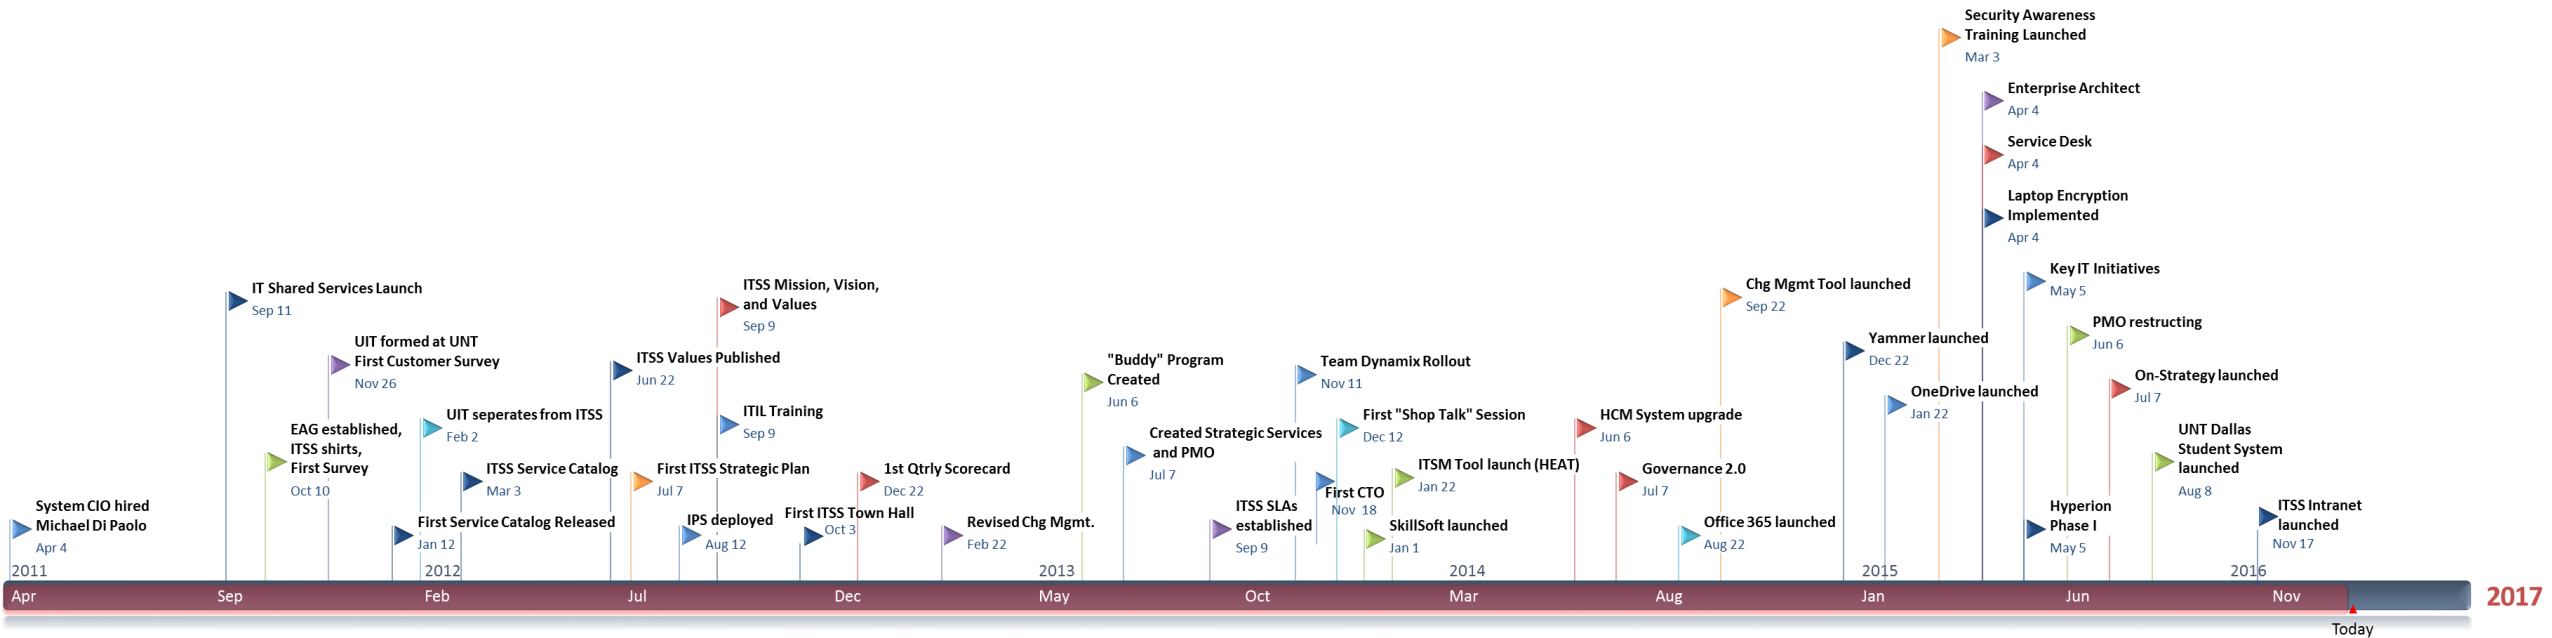 System CIO hired
Michael Di Paolo
Apr 4
IT Shared Services Launch
Sep 11
EAG established,
ITSS shirts,
First Survey
Oct 10
UIT formed at UNT
First Customer Survey
Nov 26
First Service Catalog Released
Jan 12
UIT seperates from ITSS
Feb 2
ITSS Service Catalog
Mar 3
ITSS Values Published
Jun 22
First ITSS Strategic Plan
Jul 7
IPS deployed
Aug 12
ITSS Mission, Vision,
and Values
Sep 9
ITIL Training
Sep 9
First ITSS Town Hall
Oct 3
1st Qtrly Scorecard
Dec 22
Revised Chg Mgmt.
Feb 22
"Buddy" Program
Created
Jun 6
Created Strategic Services
and PMO
Jul 7
ITSS SLAs
established
Sep 9
Team Dynamix Rollout
Nov 11
First CTO
Nov 18
First "Shop Talk" Session
Dec 12
SkillSoft launched
Jan 1
ITSM Tool launch (HEAT)
Jan 22
HCM System upgrade
Jun 6
Governance 2.0
Jul 7
Office 365 launched
Aug 22
Chg Mgmt Tool launched
Sep 22
Yammer launched
Dec 22
OneDrive launched
Jan 22
Security Awareness
Training Launched
Mar 3
Enterprise Architect
Apr 4
Service Desk
Apr 4
Laptop Encryption
Implemented
Apr 4
Key IT Initiatives
May 5
Hyperion
Phase I
May 5
PMO restructing
Jun 6
On-Strategy launched
Jul 7
UNT Dallas
Student System
launched
Aug 8
ITSS Intranet
launched
Nov 17
2011 2012 2013 2014 2015 2016
Apr Sep Feb Jul Dec May Oct Mar Aug Jan Jun Nov 2017
Today